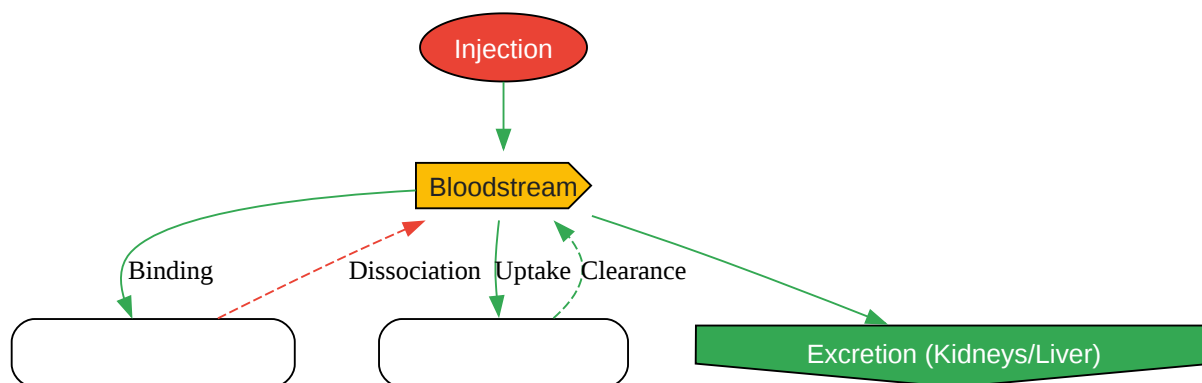 Injection
Bloodstream
Binding
Dissociation
Uptake
Clearance
Excretion (Kidneys/Liver)